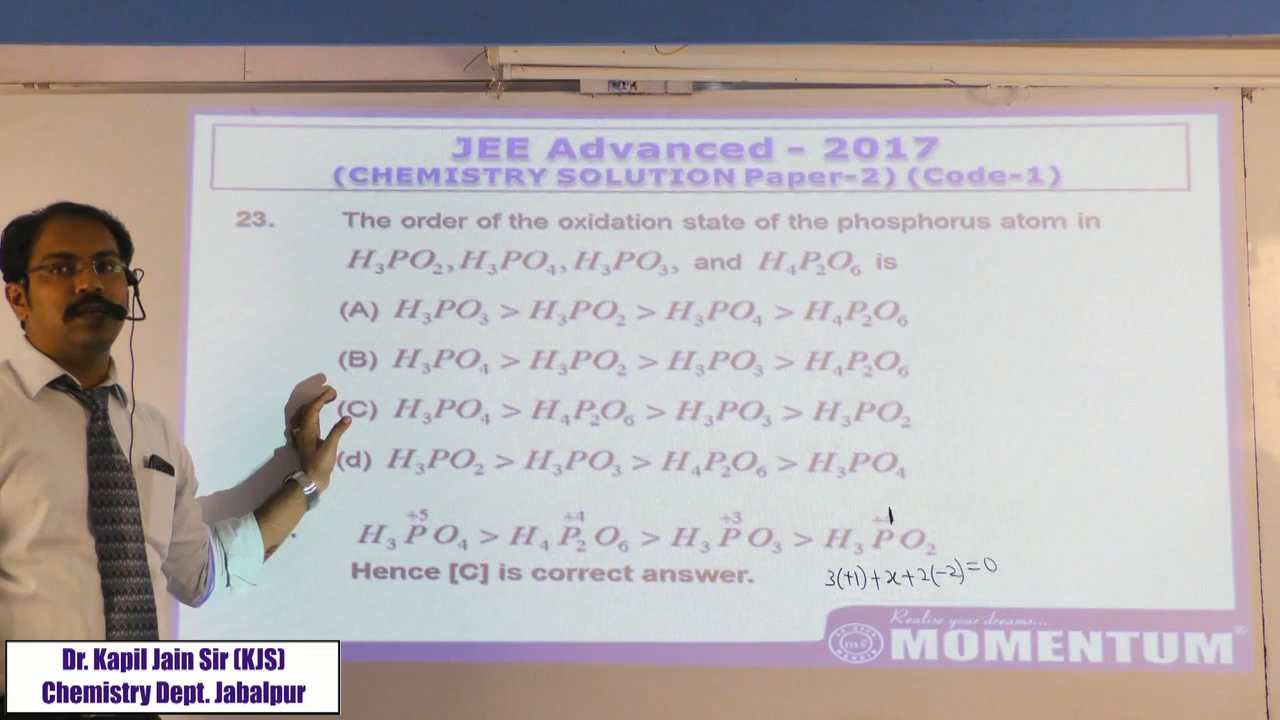 JEE Advanced - 2017
(CHEMISTRY SOLUTION Paper-2) (Code-1)
23. The order of the oxidation state of the phosphorus atom in
H₃PO₂, H₃PO₄, H₃PO₃, and H₄P₂O₆ is
(A) H₃PO₃ > H₃PO₂ > H₃PO₄ > H₄P₂O₆
(B) H₃PO₄ > H₃PO₂ > H₃PO₃ > H₄P₂O₆
(C) H₃PO₄ > H₄P₂O₆ > H₃PO₃ > H₃PO₂
(d) H₃PO₂ > H₃PO₃ > H₄P₂O₆ > H₃PO₄
+5 +4 +3 +1
H₃PO₄ > H₄P₂O₆ > H₃PO₃ > H₃PO₂
Hence [C] is correct answer.
3(+1)+x+2(-2)=0
Realise your dreams...
MOMENTUM®
Dr. Kapil Jain Sir (KJS)
Chemistry Dept. Jabalpur